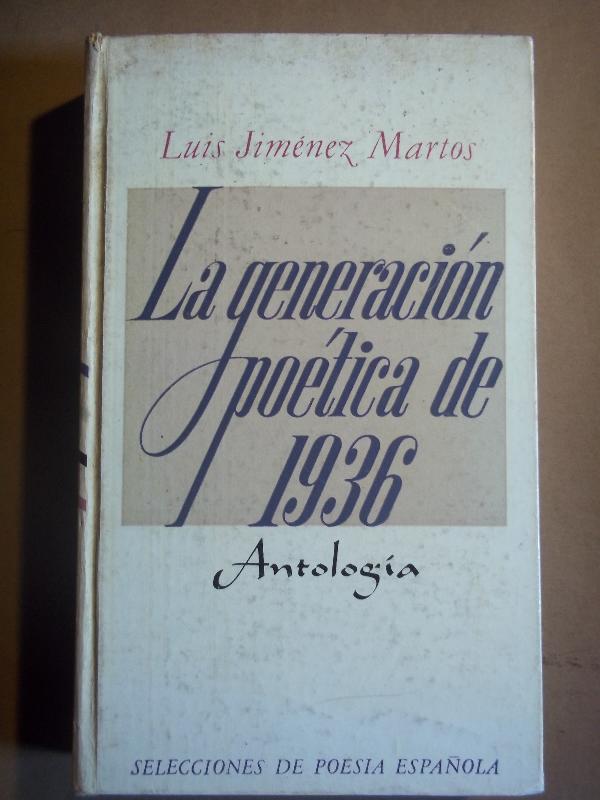 Luis Jiménez Martos
La generación
poética de
1936
Antología
SELECCIONES DE POESIA ESPAÑOLA